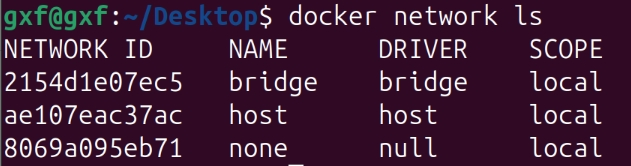 gxf@gxf:~/Desktop$ docker network ls
NETWORK ID     NAME      DRIVER    SCOPE
2154d1e07ec5   bridge    bridge    local
ae107eac37ac   host      host      local
8069a095eb71   none      null      local